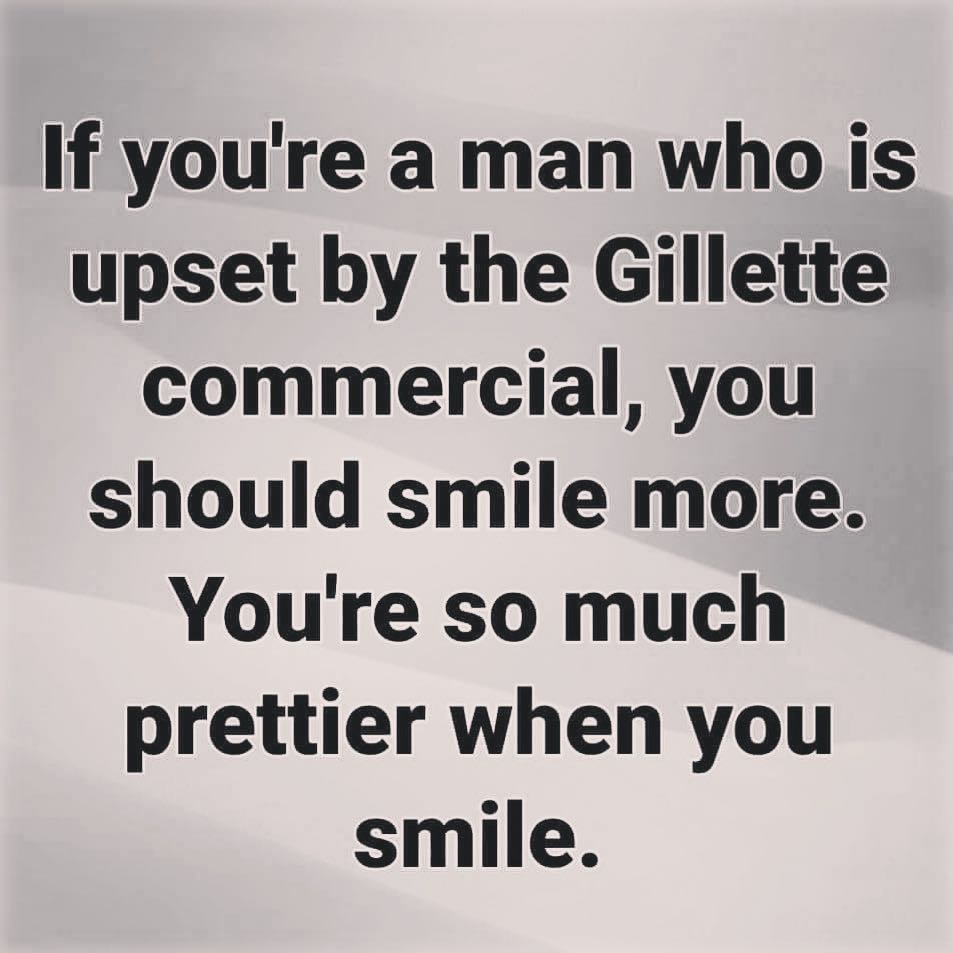 If you're a man who is
upset by the Gillette
commercial, you
should smile more.
You're so much
prettier when you
smile.